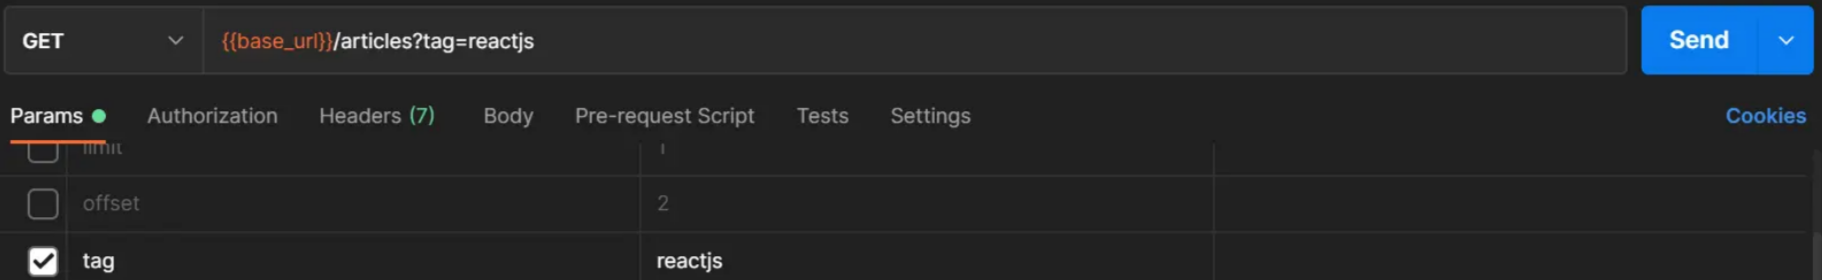 GET {{base_url}}/articles?tag=reactjs Send
Params Authorization Headers (7) Body Pre-request Script Tests Settings Cookies
limit 1
offset 2
tag reactjs